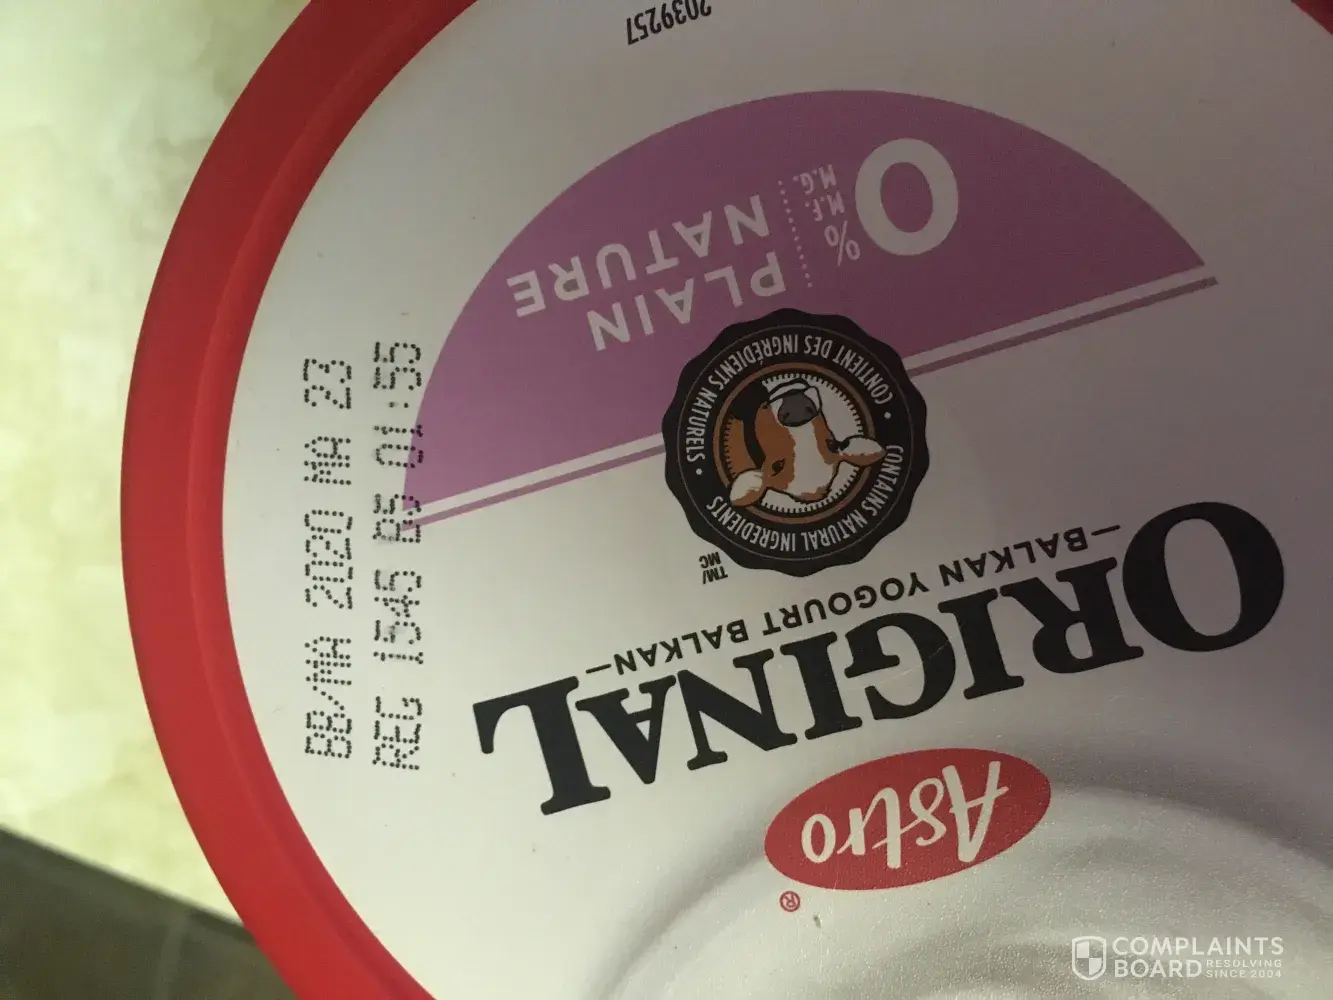 Astro®
ORIGINAL
—BALKAN YOGOURT BALKAN—
TM/
MC
CONTAINS NATURAL INGREDIENTS •
CONTIENT DES INGRÉDIENTS NATURELS •
PLAIN
NATURE
0%
M.F.
M.G.
2039257
BB/MA 2020 MA 23
REG 1545 B5 01:55
COMPLAINTS
BOARD RESOLVING
SINCE 2004